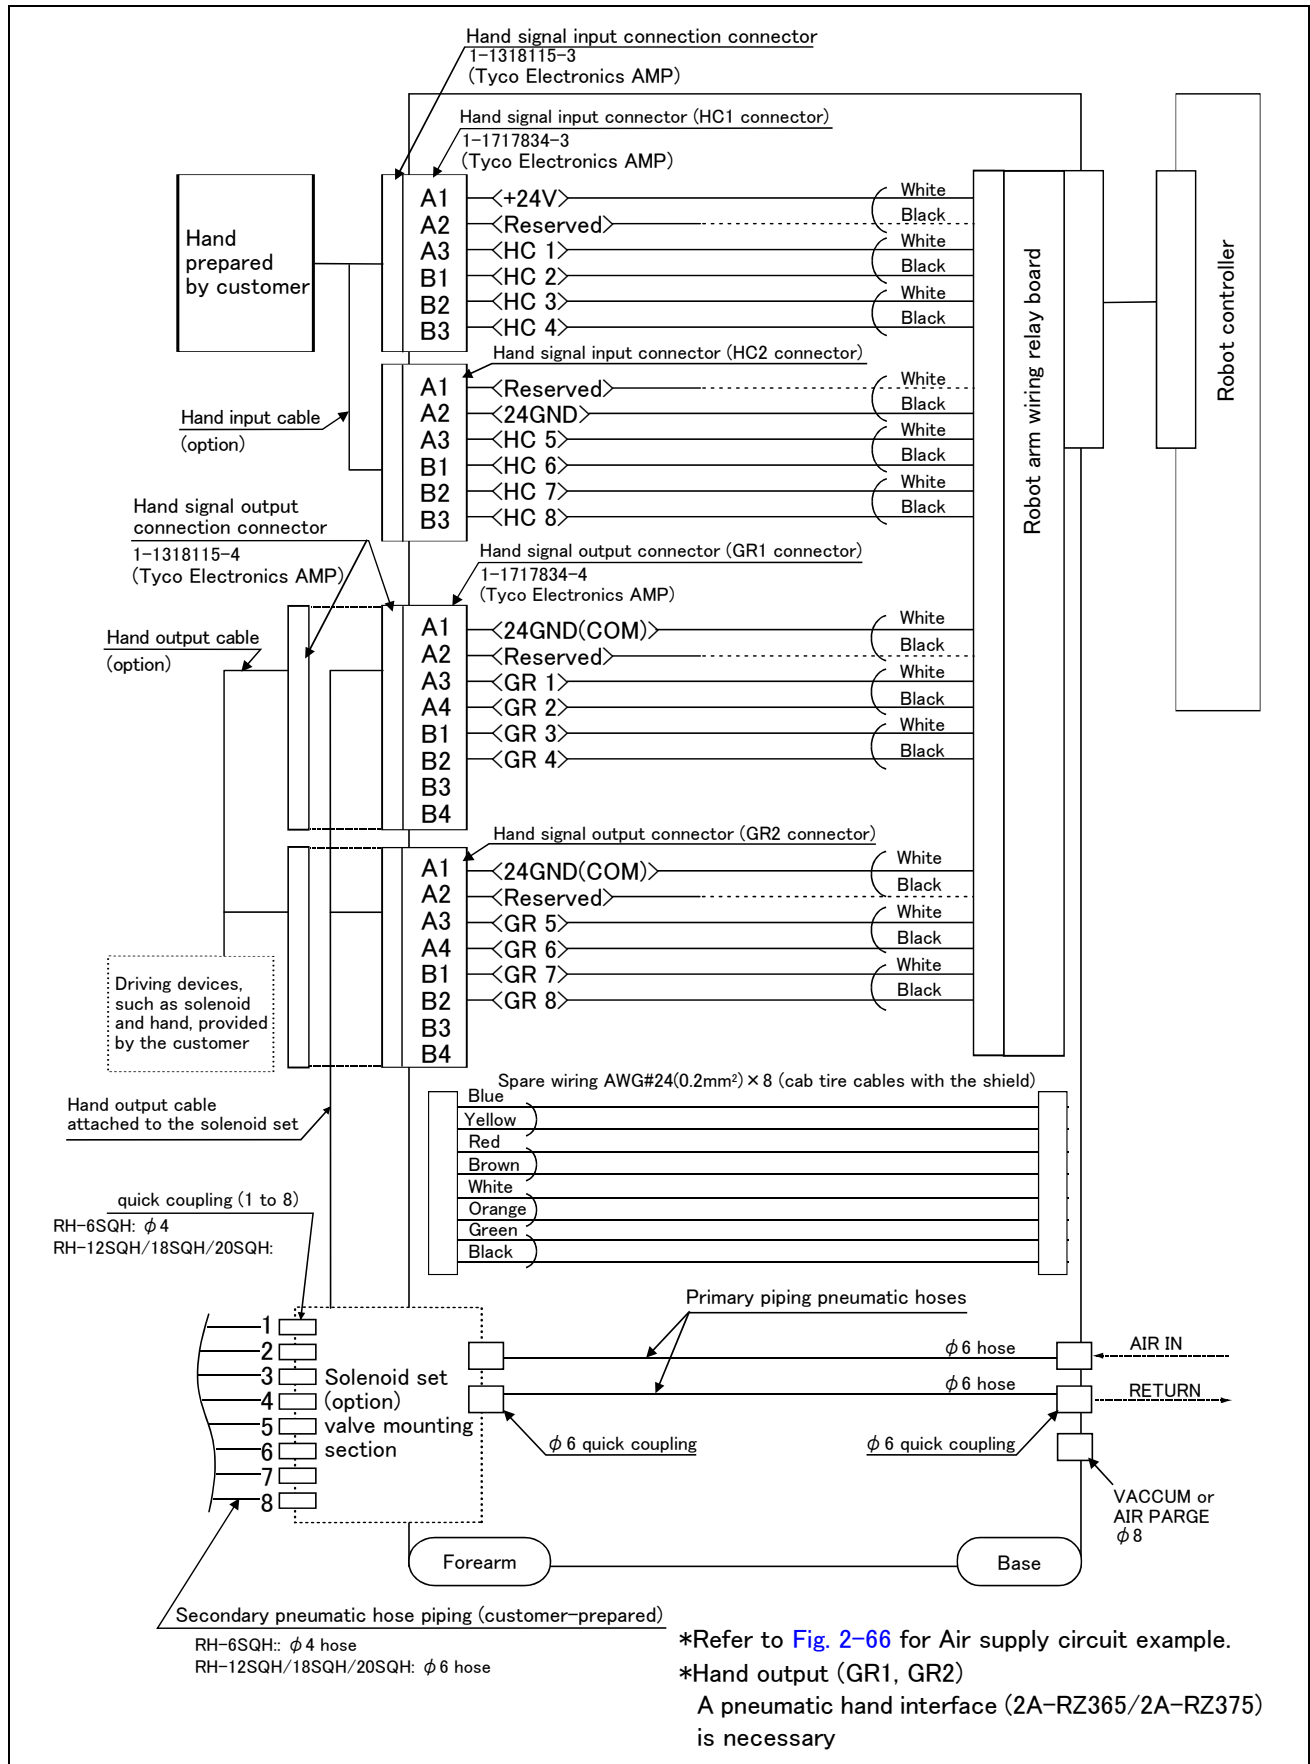 Hand signal input connection connector
1-1318115-3
(Tyco Electronics AMP)
Hand signal input connector (HC1 connector)
1-1717834-3
(Tyco Electronics AMP)
Hand
prepared
by customer
A1 <+24V> White
A2 <Reserved> Black
A3 <HC 1> White
B1 <HC 2> Black
B2 <HC 3> White
B3 <HC 4> Black
Robot arm wiring relay board
Robot controller
Hand signal input connector (HC2 connector)
A1 <Reserved> White
A2 <24GND> Black
A3 <HC 5> White
B1 <HC 6> Black
B2 <HC 7> White
B3 <HC 8> Black
Hand input cable
(option)
Hand signal output
connection connector
1-1318115-4
(Tyco Electronics AMP)
Hand signal output connector (GR1 connector)
1-1717834-4
(Tyco Electronics AMP)
Hand output cable
(option)
A1 <24GND(COM)> White
A2 <Reserved> Black
A3 <GR 1> White
A4 <GR 2> Black
B1 <GR 3> White
B2 <GR 4> Black
B3
B4
Hand signal output connector (GR2 connector)
A1 <24GND(COM)> White
A2 <Reserved> Black
A3 <GR 5> White
A4 <GR 6> Black
B1 <GR 7> White
B2 <GR 8> Black
B3
B4
Driving devices,
such as solenoid
and hand, provided
by the customer
Hand output cable
attached to the solenoid set
Spare wiring AWG#24(0.2mm²)×8 (cab tire cables with the shield)
Blue
Yellow
Red
Brown
White
Orange
Green
Black
quick coupling (1 to 8)
RH-6SQH: φ4
RH-12SQH/18SQH/20SQH:
Primary piping pneumatic hoses
1
2
3
4
5
6
7
8
Solenoid set
(option)
valve mounting
section
φ6 hose
AIR IN
φ6 hose
RETURN
φ6 quick coupling
φ6 quick coupling
VACCUM or
AIR PARGE
φ8
Forearm
Base
Secondary pneumatic hose piping (customer-prepared)
RH-6SQH:: φ4 hose
RH-12SQH/18SQH/20SQH: φ6 hose
*Refer to Fig. 2-66 for Air supply circuit example.
*Hand output (GR1, GR2)
A pneumatic hand interface (2A-RZ365/2A-RZ375)
is necessary